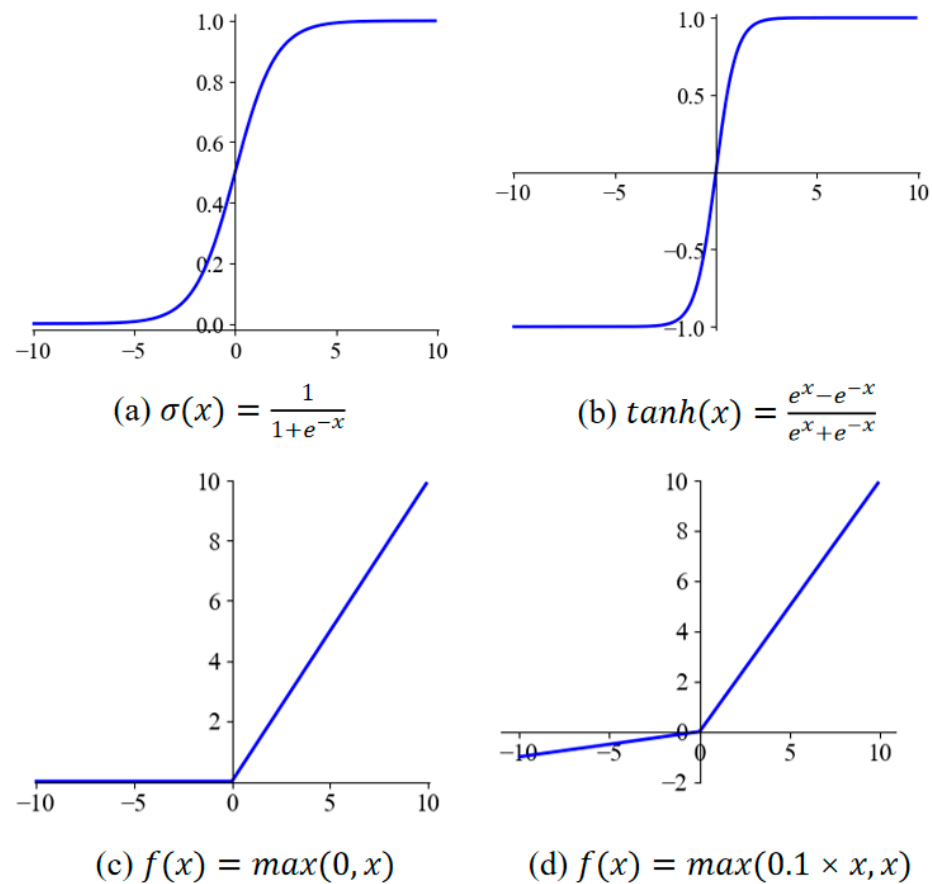 1.0
0.8
0.6
0.4
0.2
0.0
−10 −5 0 5 10
(a) σ(x) = 1/(1+e^{−x})
1.0
0.5
−10 −5 5 10
−0.5
−1.0
(b) tanh(x) = (e^x−e^{−x})/(e^x+e^{−x})
10
8
6
4
2
−10 −5 0 5 10
(c) f(x) = max(0, x)
10
8
6
4
2
0
−10 −5 0 5 10
−2
(d) f(x) = max(0.1 × x, x)